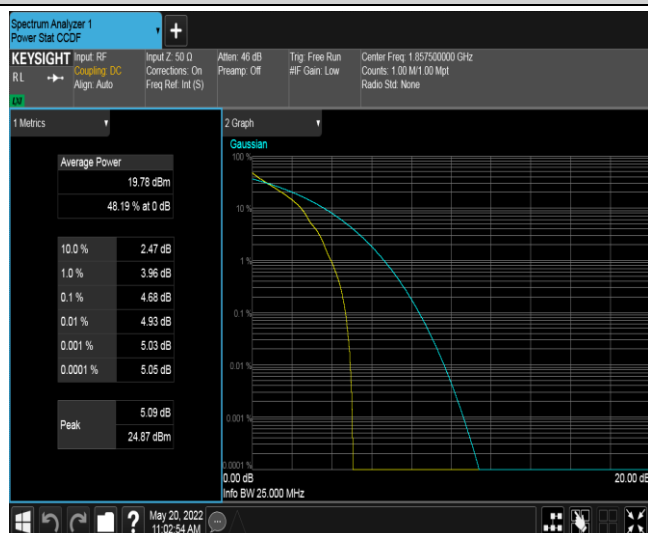 Spectrum Analyzer 1
Power Stat CCDF
+
KEYSIGHT Input: RF Input Z: 50 Ω Atten: 46 dB Trig: Free Run Center Freq: 1.857500000 GHz
RL Coupling: DC Corrections: On Preamp: Off #IF Gain: Low Counts: 1.00 M/1.00 Mpt
Align: Auto Freq Ref: Int (S) Radio Std: None
1 Metrics
Average Power
19.78 dBm
48.19 % at 0 dB
10.0 % 2.47 dB
1.0 % 3.96 dB
0.1 % 4.68 dB
0.01 % 4.93 dB
0.001 % 5.03 dB
0.0001 % 5.05 dB
Peak 5.09 dB
24.87 dBm
2 Graph
Gaussian
100 %
10 %
1 %
0.1 %
0.01 %
0.001 %
0.0001 %
0.00 dB 20.00 dB
Info BW 25.000 MHz
? May 20, 2022
11:02:54 AM